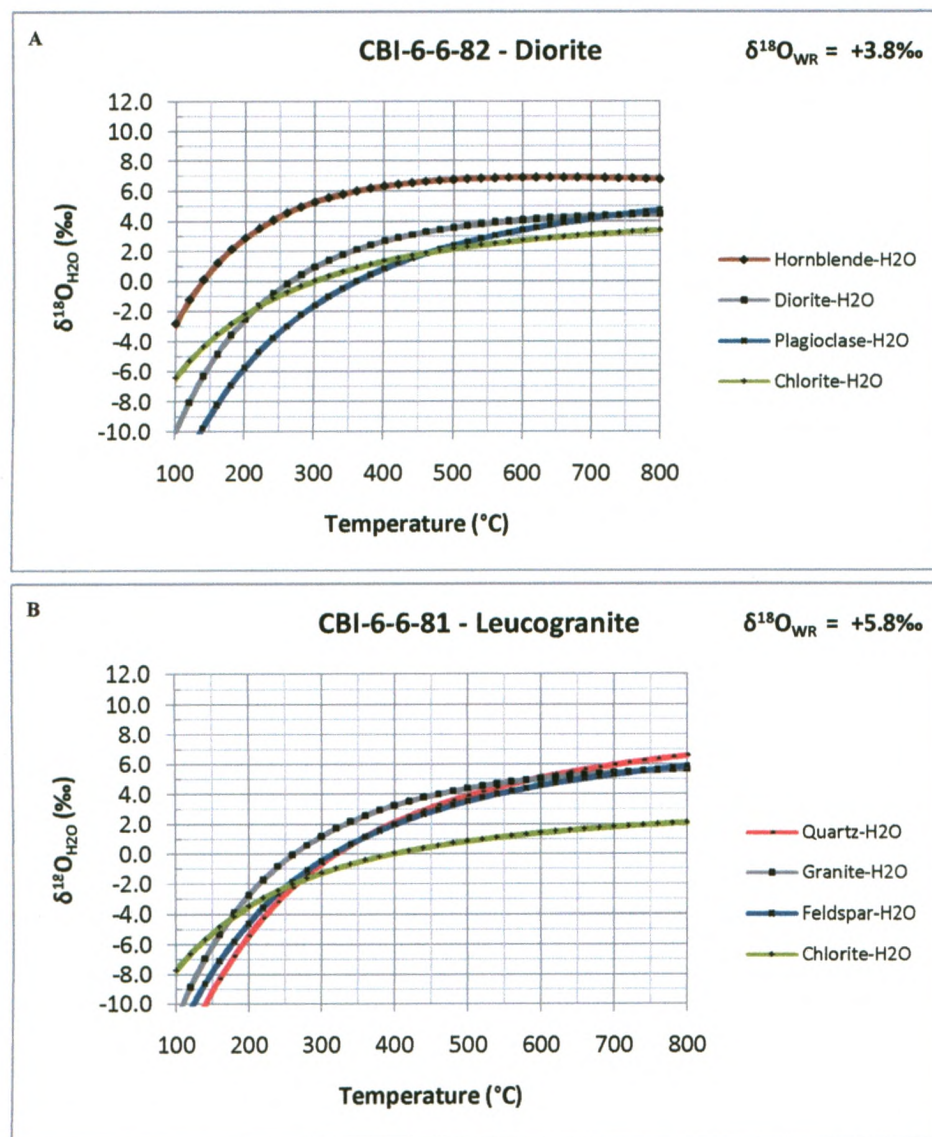 A
CBI-6-6-82 - Diorite
δ¹⁸O_WR = +3.8‰
12.0
10.0
8.0
6.0
4.0
2.0
0.0
-2.0
-4.0
-6.0
-8.0
-10.0
δ¹⁸O_H2O (‰)
100 200 300 400 500 600 700 800
Temperature (°C)
Hornblende-H2O
Diorite-H2O
Plagioclase-H2O
Chlorite-H2O
B
CBI-6-6-81 - Leucogranite
δ¹⁸O_WR = +5.8‰
12.0
10.0
8.0
6.0
4.0
2.0
0.0
-2.0
-4.0
-6.0
-8.0
-10.0
δ¹⁸O_H2O (‰)
100 200 300 400 500 600 700 800
Temperature (°C)
Quartz-H2O
Granite-H2O
Feldspar-H2O
Chlorite-H2O